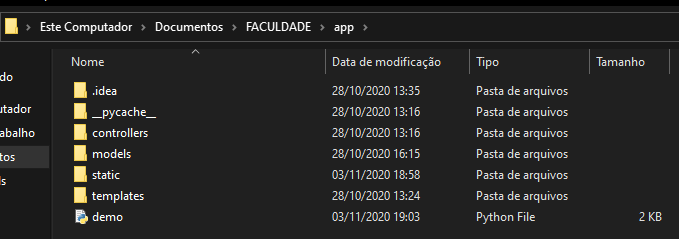 Este Computador > Documentos > FACULDADE > app >
Nome Data de modificação Tipo Tamanho
.idea 28/10/2020 13:35 Pasta de arquivos
__pycache__ 28/10/2020 13:16 Pasta de arquivos
controllers 28/10/2020 13:16 Pasta de arquivos
models 28/10/2020 16:15 Pasta de arquivos
static 03/11/2020 18:58 Pasta de arquivos
templates 28/10/2020 13:24 Pasta de arquivos
demo 03/11/2020 19:03 Python File 2 KB
do
utador
abalho
tos
ls